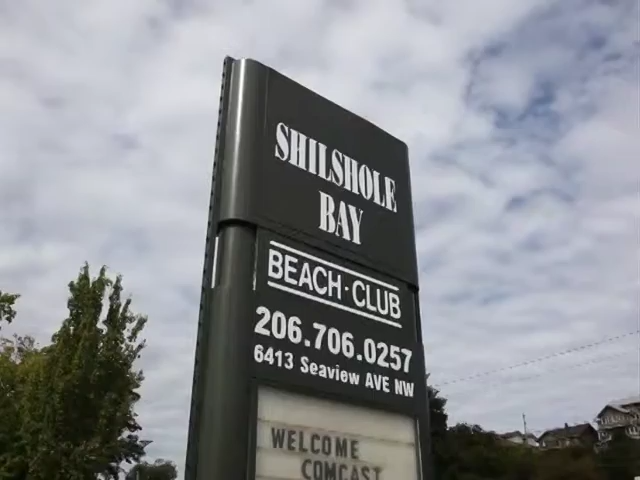 SHILSHOLE
BAY
BEACH·CLUB
206.706.0257
6413 Seaview AVE NW
WELCOME
COMCAST